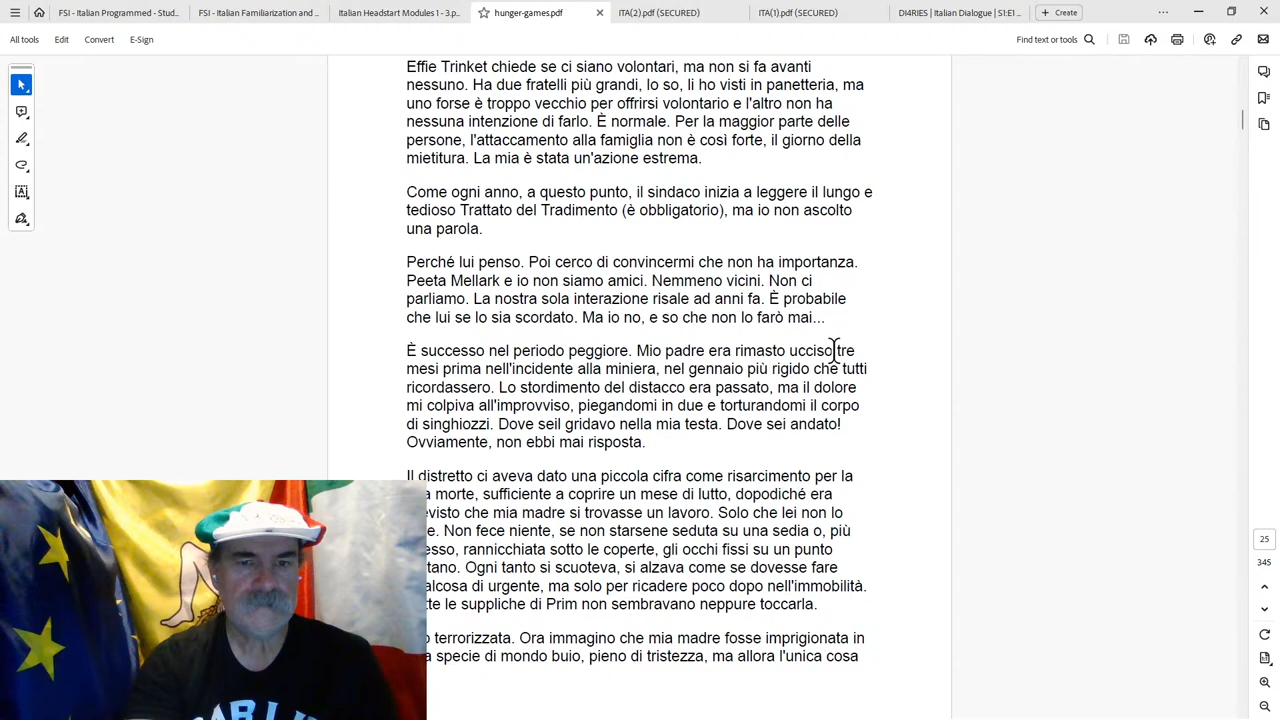 FSI - Italian Programmed - Stud...
FSI - Italian Familiarization and ...
Italian Headstart Modules 1 - 3.p...
hunger-games.pdf
ITA(2).pdf (SECURED)
ITA(1).pdf (SECURED)
DI4RIES | Italian Dialogue | S1:E1 ...
Create
All tools
Edit
Convert
E-Sign
Find text or tools
Effie Trinket chiede se ci siano volontari, ma non si fa avanti
nessuno. Ha due fratelli più grandi, lo so, li ho visti in panetteria, ma
uno forse è troppo vecchio per offrirsi volontario e l'altro non ha
nessuna intenzione di farlo. È normale. Per la maggior parte delle
persone, l'attaccamento alla famiglia non è così forte, il giorno della
mietitura. La mia è stata un'azione estrema.
Come ogni anno, a questo punto, il sindaco inizia a leggere il lungo e
tedioso Trattato del Tradimento (è obbligatorio), ma io non ascolto
una parola.
Perché lui penso. Poi cerco di convincermi che non ha importanza.
Peeta Mellark e io non siamo amici. Nemmeno vicini. Non ci
parliamo. La nostra sola interazione risale ad anni fa. È probabile
che lui se lo sia scordato. Ma io no, e so che non lo farò mai...
È successo nel periodo peggiore. Mio padre era rimasto ucciso tre
mesi prima nell'incidente alla miniera, nel gennaio più rigido che tutti
ricordassero. Lo stordimento del distacco era passato, ma il dolore
mi colpiva all'improvviso, piegandomi in due e torturandomi il corpo
di singhiozzi. Dove seil gridavo nella mia testa. Dove sei andato!
Ovviamente, non ebbi mai risposta.
Il distretto ci aveva dato una piccola cifra come risarcimento per la
morte, sufficiente a coprire un mese di lutto, dopodiché era
evisto che mia madre si trovasse un lavoro. Solo che lei non lo
e. Non fece niente, se non starsene seduta su una sedia o, più
esso, rannicchiata sotto le coperte, gli occhi fissi su un punto
tano. Ogni tanto si scuoteva, si alzava come se dovesse fare
alcosa di urgente, ma solo per ricadere poco dopo nell'immobilità.
te le suppliche di Prim non sembravano neppure toccarla.
o terrorizzata. Ora immagino che mia madre fosse imprigionata in
a specie di mondo buio, pieno di tristezza, ma allora l'unica cosa
25
345